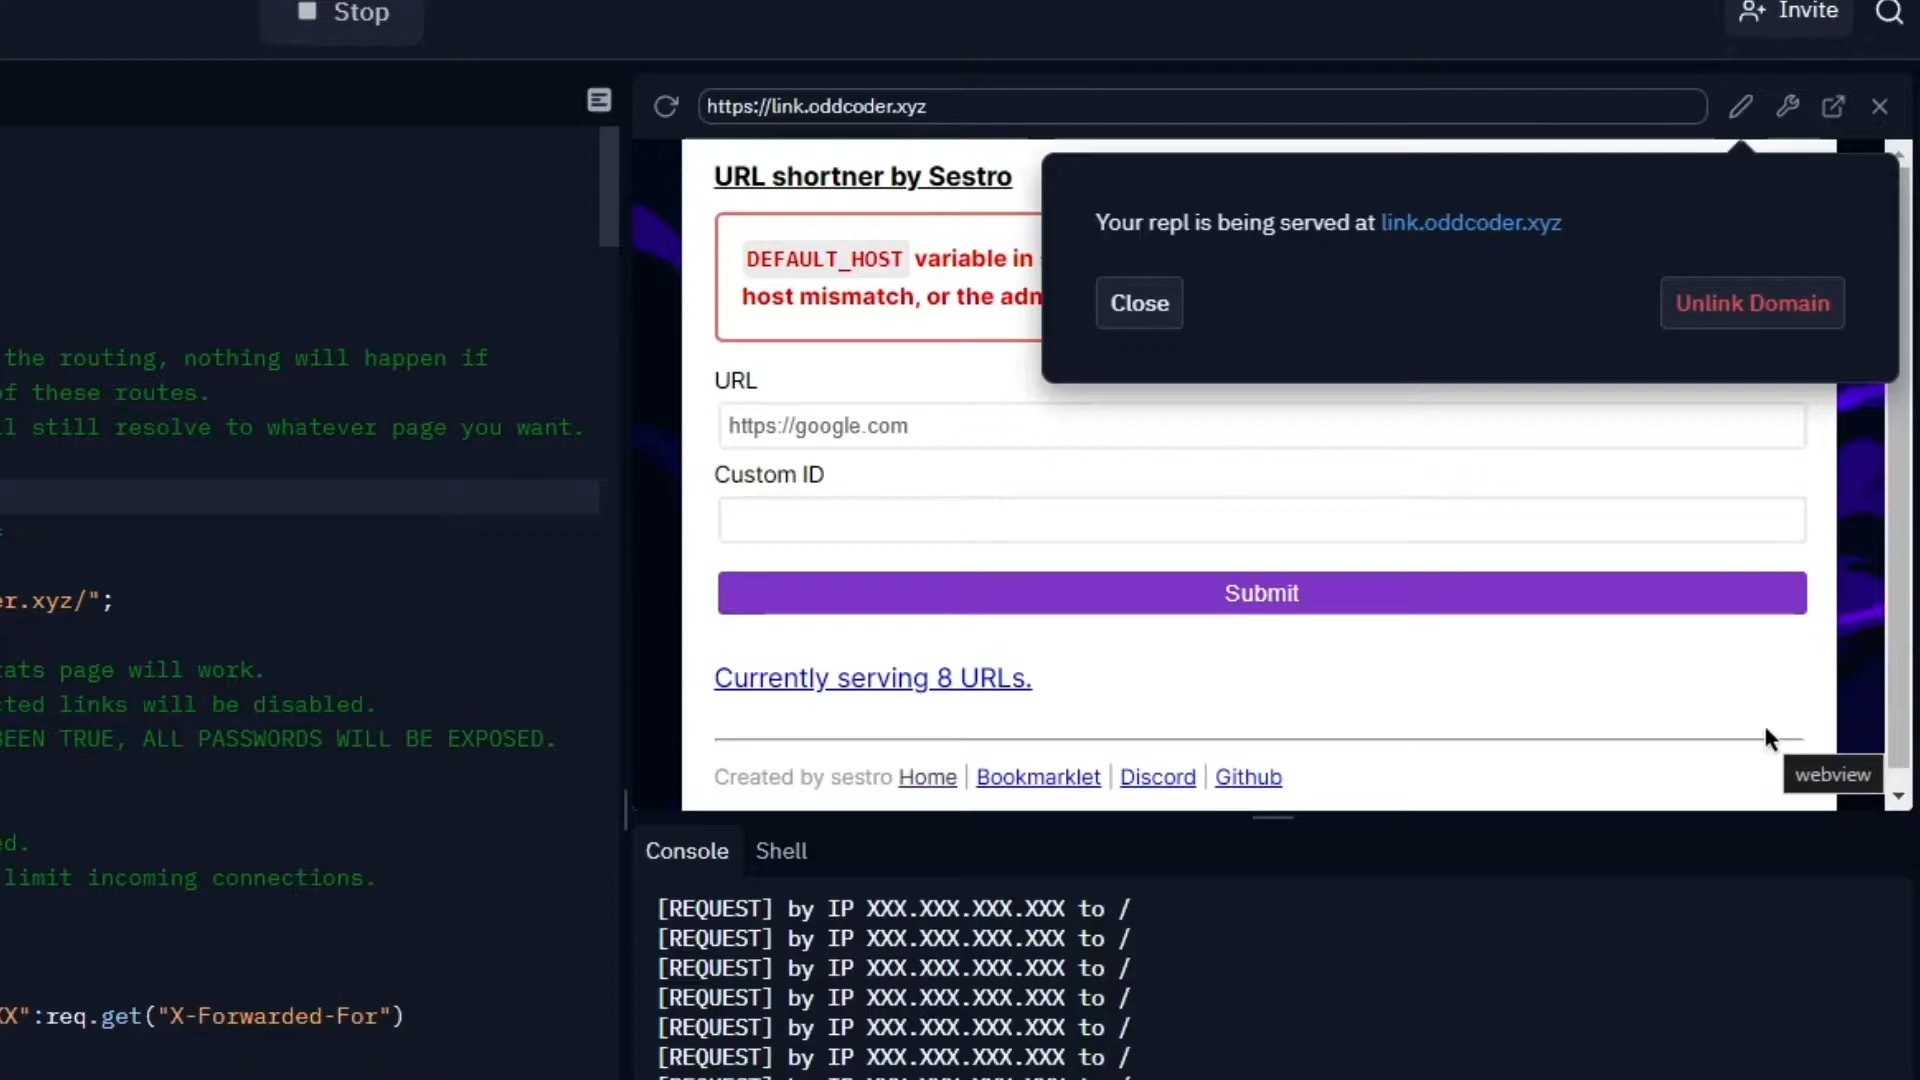 Stop
Invite
https://link.oddcoder.xyz
URL shortner by Sestro
Your repl is being served at link.oddcoder.xyz
DEFAULT_HOST variable in
host mismatch, or the adm
Close
Unlink Domain
URL
https://google.com
Custom ID
Submit
Currently serving 8 URLs.
Created by sestro Home | Bookmarklet | Discord | Github
webview
the routing, nothing will happen if
of these routes.
l still resolve to whatever page you want.
er.xyz/";
tats page will work.
cted links will be disabled.
BEEN TRUE, ALL PASSWORDS WILL BE EXPOSED.
ed.
limit incoming connections.
XX":req.get("X-Forwarded-For")
Console
Shell
[REQUEST] by IP XXX.XXX.XXX.XXX to /
[REQUEST] by IP XXX.XXX.XXX.XXX to /
[REQUEST] by IP XXX.XXX.XXX.XXX to /
[REQUEST] by IP XXX.XXX.XXX.XXX to /
[REQUEST] by IP XXX.XXX.XXX.XXX to /
[REQUEST] by IP XXX.XXX.XXX.XXX to /